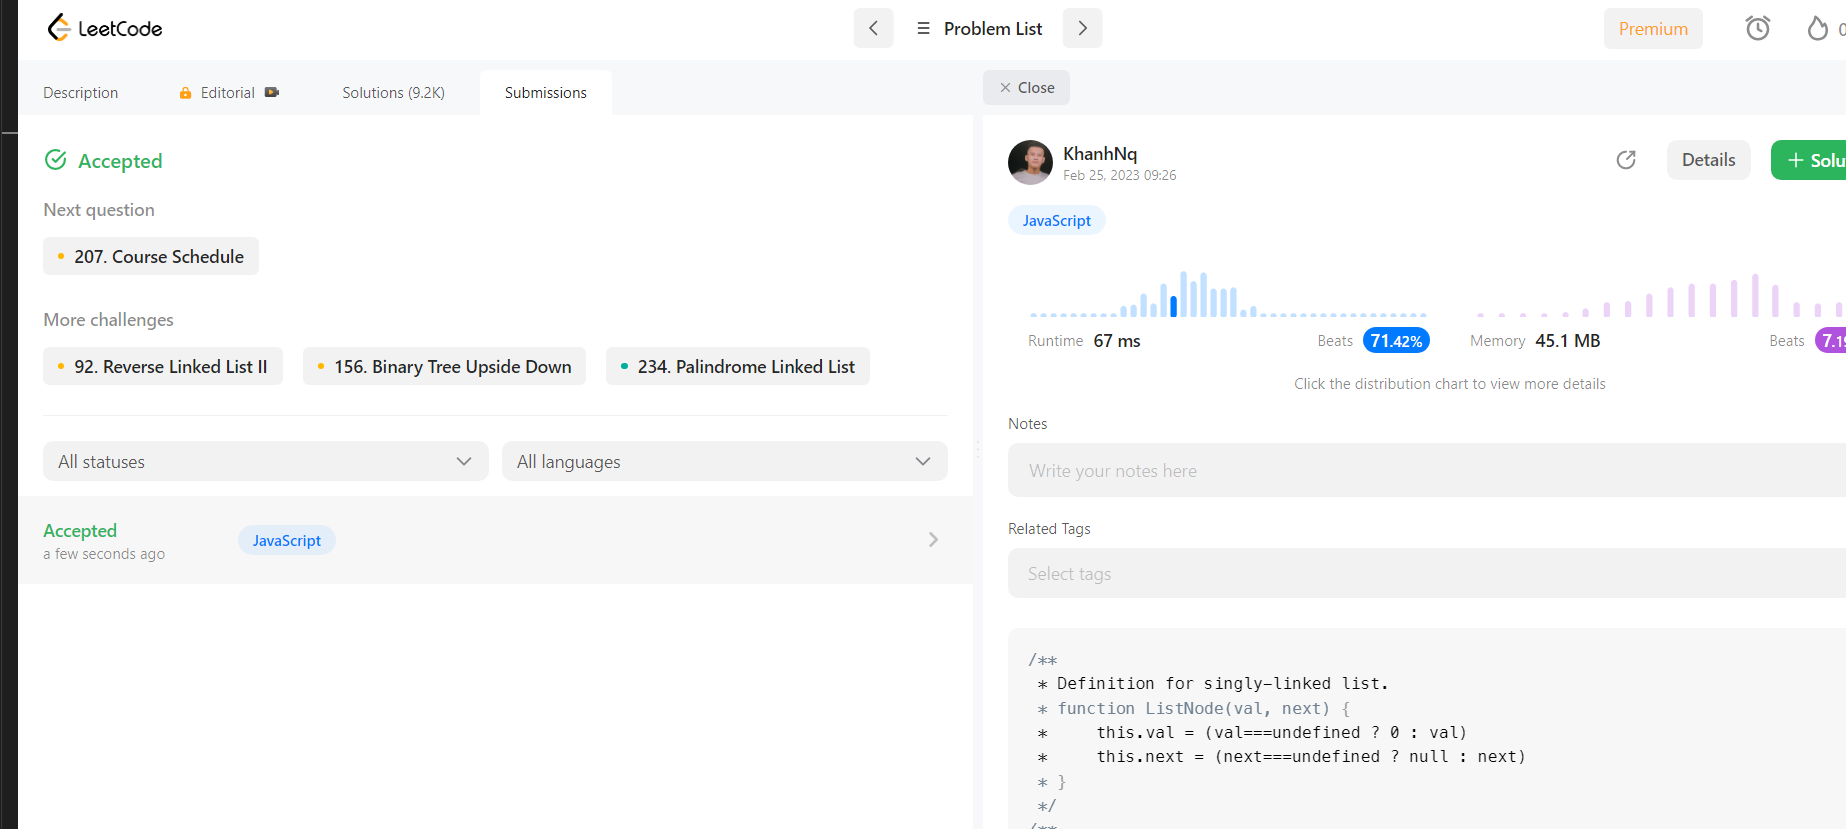 LeetCode
Problem List
Premium
Description
Editorial
Solutions (9.2K)
Submissions
Close
Accepted
Next question
207. Course Schedule
More challenges
92. Reverse Linked List II
156. Binary Tree Upside Down
234. Palindrome Linked List
All statuses
All languages
Accepted
a few seconds ago
JavaScript
KhanhNq
Feb 25, 2023 09:26
Details
+ Solu
JavaScript
Runtime 67 ms
Beats 71.42%
Memory 45.1 MB
Beats 7.19
Click the distribution chart to view more details
Notes
Write your notes here
Related Tags
Select tags
/**
* Definition for singly-linked list.
* function ListNode(val, next) {
*     this.val = (val===undefined ? 0 : val)
*     this.next = (next===undefined ? null : next)
* }
*/